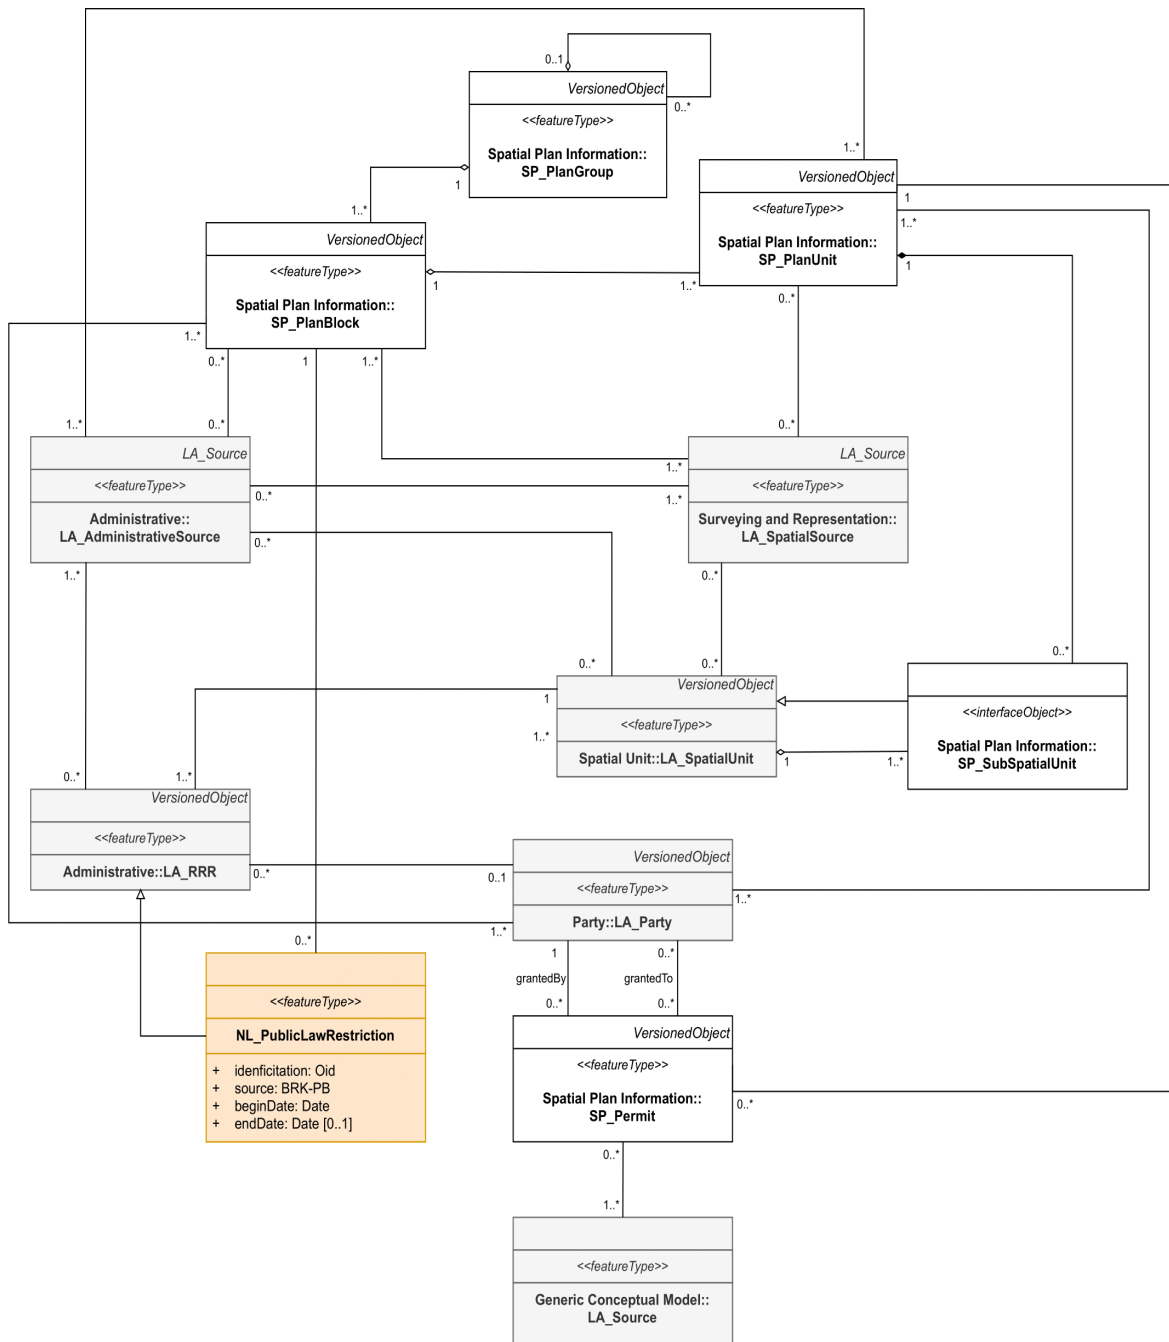 0..1
VersionedObject
0..*
<<featureType>>
Spatial Plan Information::
SP_PlanGroup
1
1..*
1..*
VersionedObject
1
<<featureType>>
1..*
Spatial Plan Information::
SP_PlanUnit
1
0..*
VersionedObject
<<featureType>>
1
1..*
Spatial Plan Information::
SP_PlanBlock
1..*
0..*
1
1..*
1..*
0..*
0..*
LA_Source
<<featureType>>
Administrative::
LA_AdministrativeSource
0..*
0..*
1..*
1..*
1..*
LA_Source
<<featureType>>
Surveying and Representation::
LA_SpatialSource
0..*
0..*
0..*
0..*
VersionedObject
<<featureType>>
Spatial Unit::LA_SpatialUnit
1
1..*
1
1..*
<<interfaceObject>>
Spatial Plan Information::
SP_SubSpatialUnit
0..*
1..*
VersionedObject
<<featureType>>
Administrative::LA_RRR
0..*
0..1
VersionedObject
<<featureType>>
Party::LA_Party
1..*
1..*
0..*
1
0..*
grantedBy
grantedTo
0..*
0..*
<<featureType>>
NL_PublicLawRestriction
+ idenficitation: Oid
+ source: BRK-PB
+ beginDate: Date
+ endDate: Date [0..1]
VersionedObject
<<featureType>>
Spatial Plan Information::
SP_Permit
0..*
0..*
1..*
<<featureType>>
Generic Conceptual Model::
LA_Source